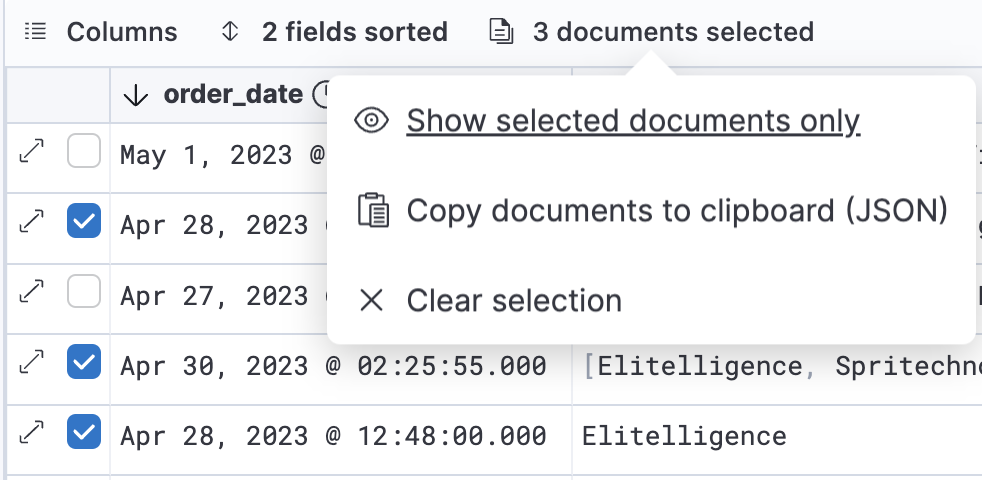 Columns 2 fields sorted 3 documents selected
order_date
Show selected documents only
Copy documents to clipboard (JSON)
Clear selection
May 1, 2023 @
Apr 28, 2023
Apr 27, 2023
Apr 30, 2023 @ 02:25:55.000 [Elitelligence, Spritechn
Apr 28, 2023 @ 12:48:00.000 Elitelligence